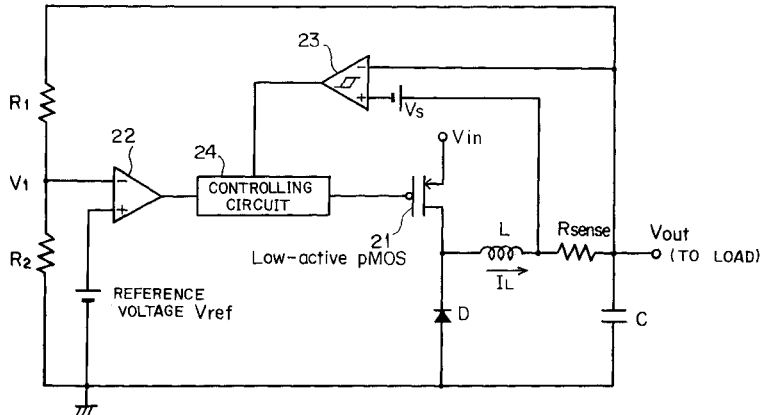 23
R1
−
+
Vs
22
24
Vin
V1
−
+
CONTROLLING
CIRCUIT
R2
21
Low-active pMOS
L
Rsense
Vout
(TO LOAD)
IL
REFERENCE
VOLTAGE Vref
D
C